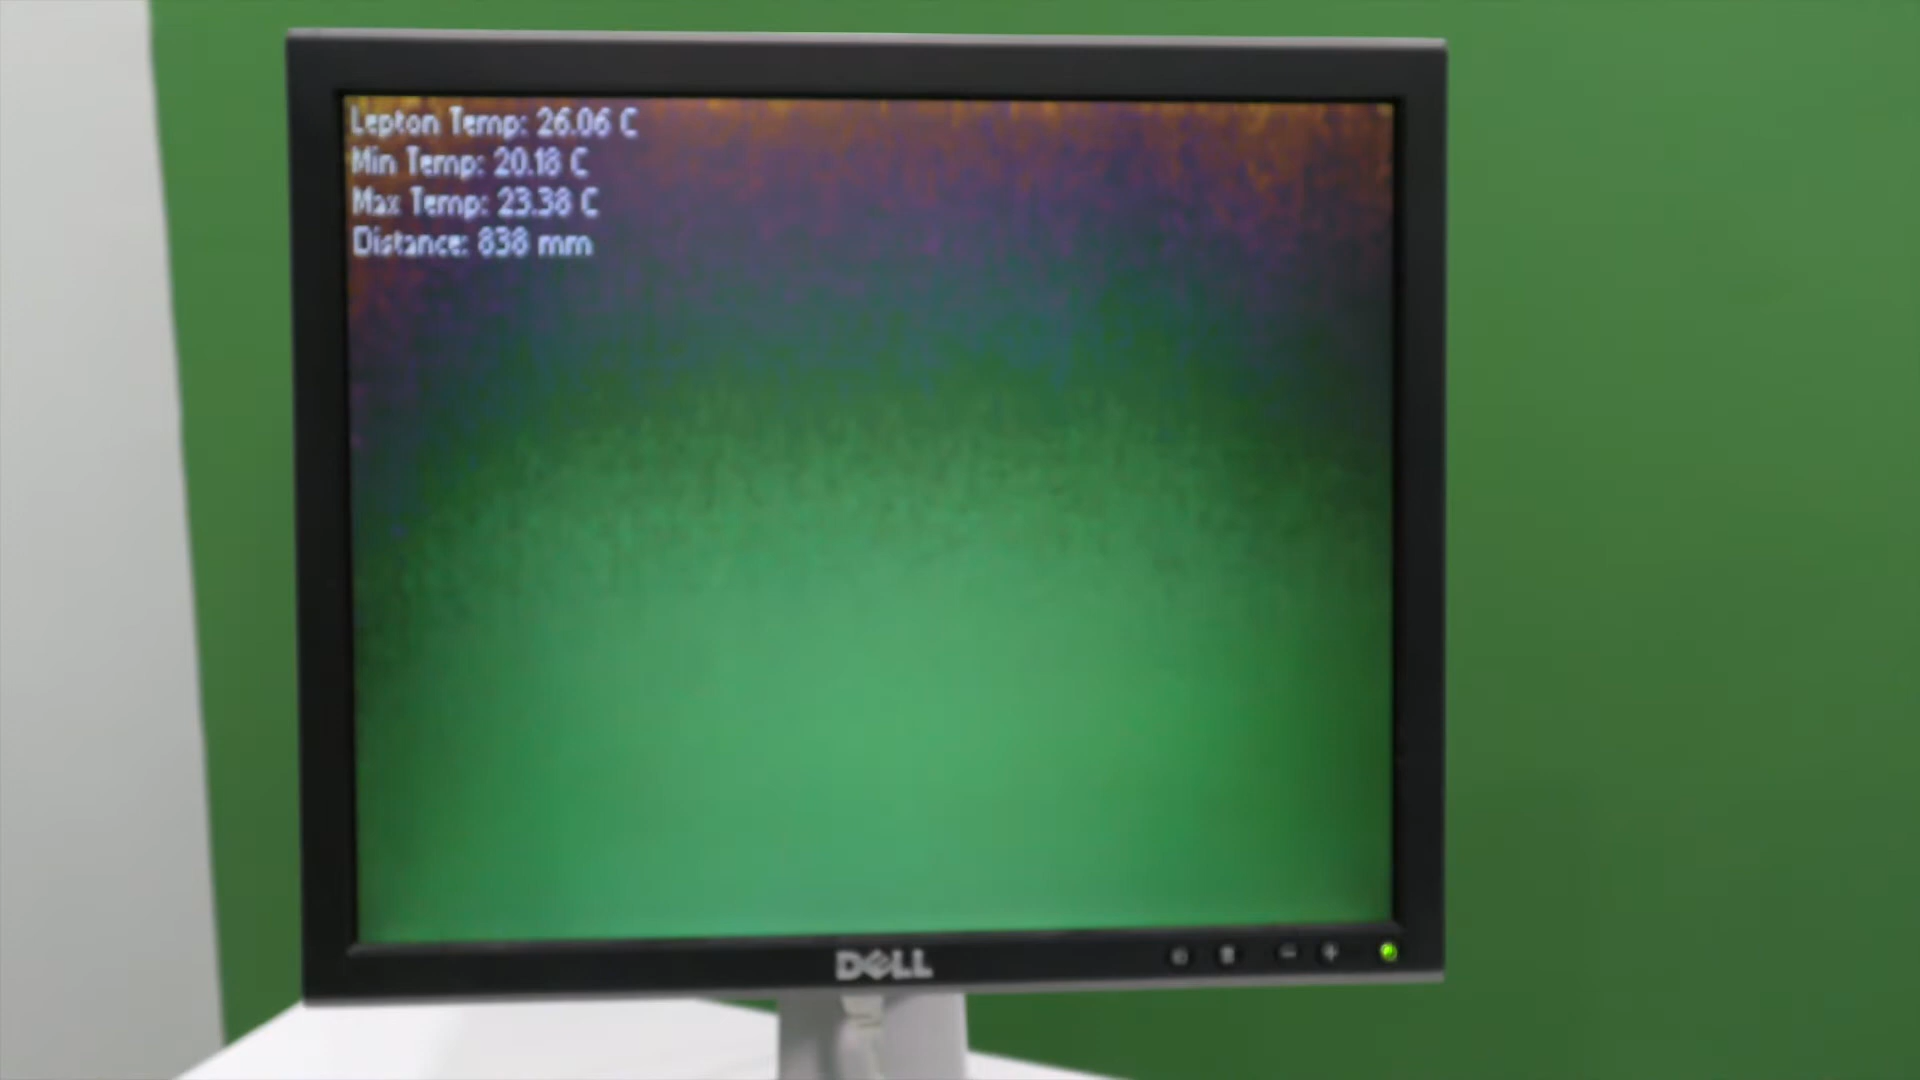 Lepton Temp: 26.06 C
Min Temp: 20.18 C
Max Temp: 23.38 C
Distance: 838 mm
DELL